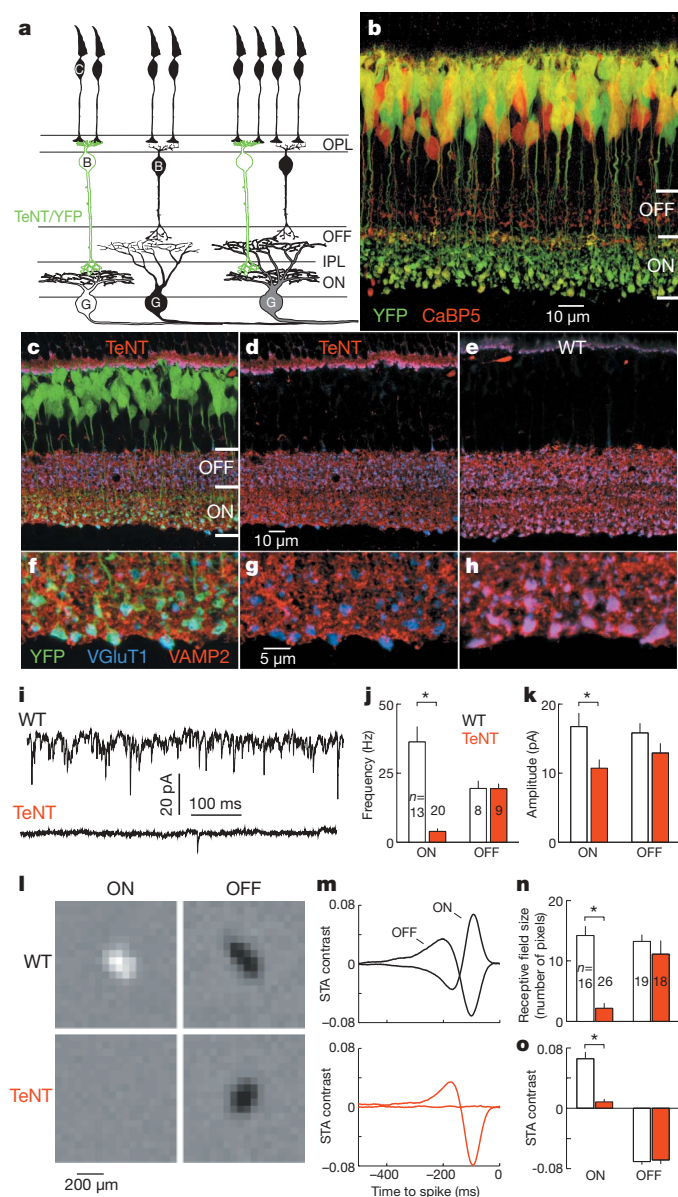 a
C
OPL
B
B
TeNT/YFP
OFF
IPL
ON
G
G
G
b
OFF
ON
YFP CaBP5
10 µm
c
TeNT
OFF
ON
d
TeNT
10 µm
e
WT
f
YFP VGluT1 VAMP2
g
5 µm
h
i
WT
20 pA
100 ms
TeNT
j
Frequency (Hz)
50
25
0
*
WT
TeNT
n=
13
20
8
9
ON
OFF
k
Amplitude (pA)
20
10
0
*
ON
OFF
l
ON
OFF
WT
TeNT
200 µm
m
STA contrast
0.08
0
−0.08
ON
OFF
STA contrast
0.08
0
−0.08
−400
−200
0
Time to spike (ms)
n
Receptive field size
(number of pixels)
20
10
0
*
n=
16
26
19
18
o
STA contrast
0.08
0
−0.08
*
ON
OFF